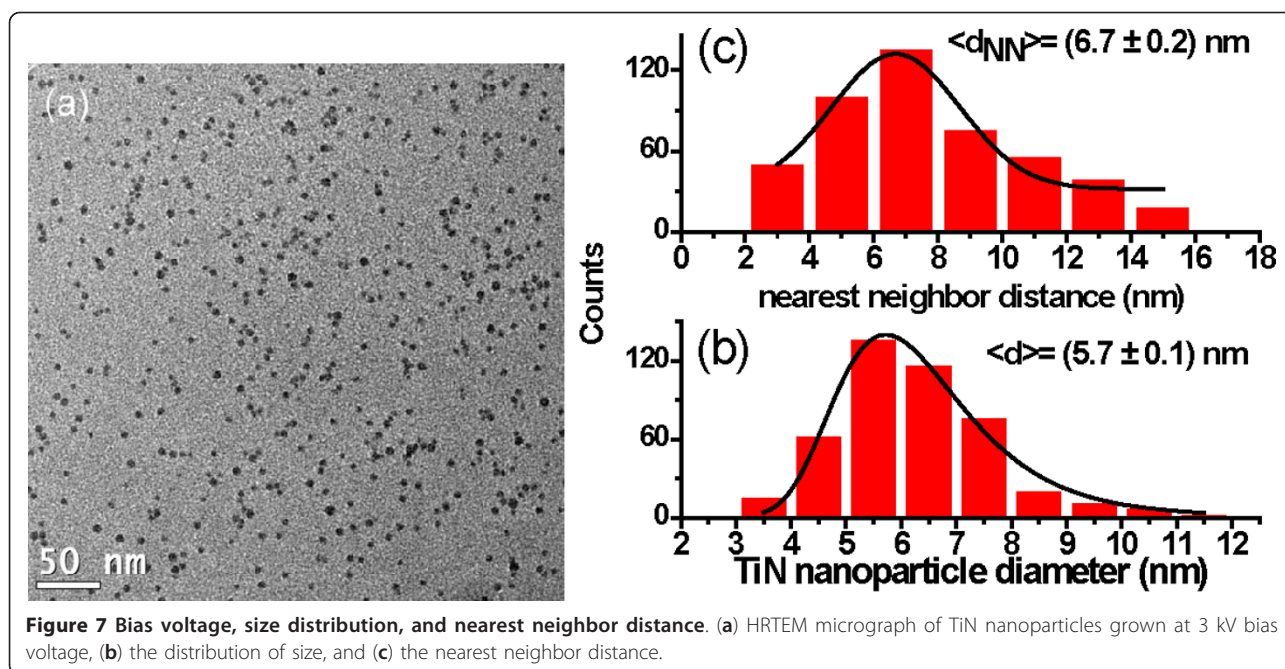 (a)
50 nm
(c)
<dNN>= (6.7 ± 0.2) nm
120
60
0
0 2 4 6 8 10 12 14 16 18
nearest neighbor distance (nm)
Counts
(b)
<d>= (5.7 ± 0.1) nm
120
60
0
2 3 4 5 6 7 8 9 10 11 12
TiN nanoparticle diameter (nm)
Figure 7 Bias voltage, size distribution, and nearest neighbor distance. (a) HRTEM micrograph of TiN nanoparticles grown at 3 kV bias
voltage, (b) the distribution of size, and (c) the nearest neighbor distance.